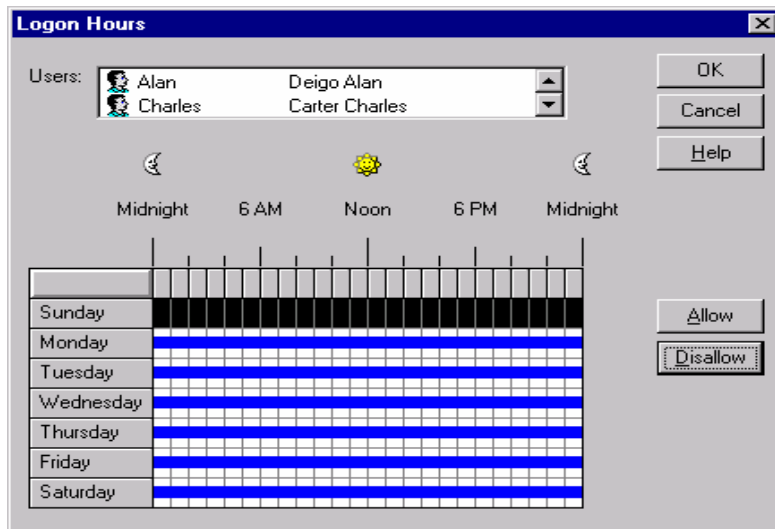 Logon Hours
Users:
Alan Deigo Alan
Charles Carter Charles
OK
Cancel
Help
Midnight 6 AM Noon 6 PM Midnight
Sunday
Monday
Tuesday
Wednesday
Thursday
Friday
Saturday
Allow
Disallow